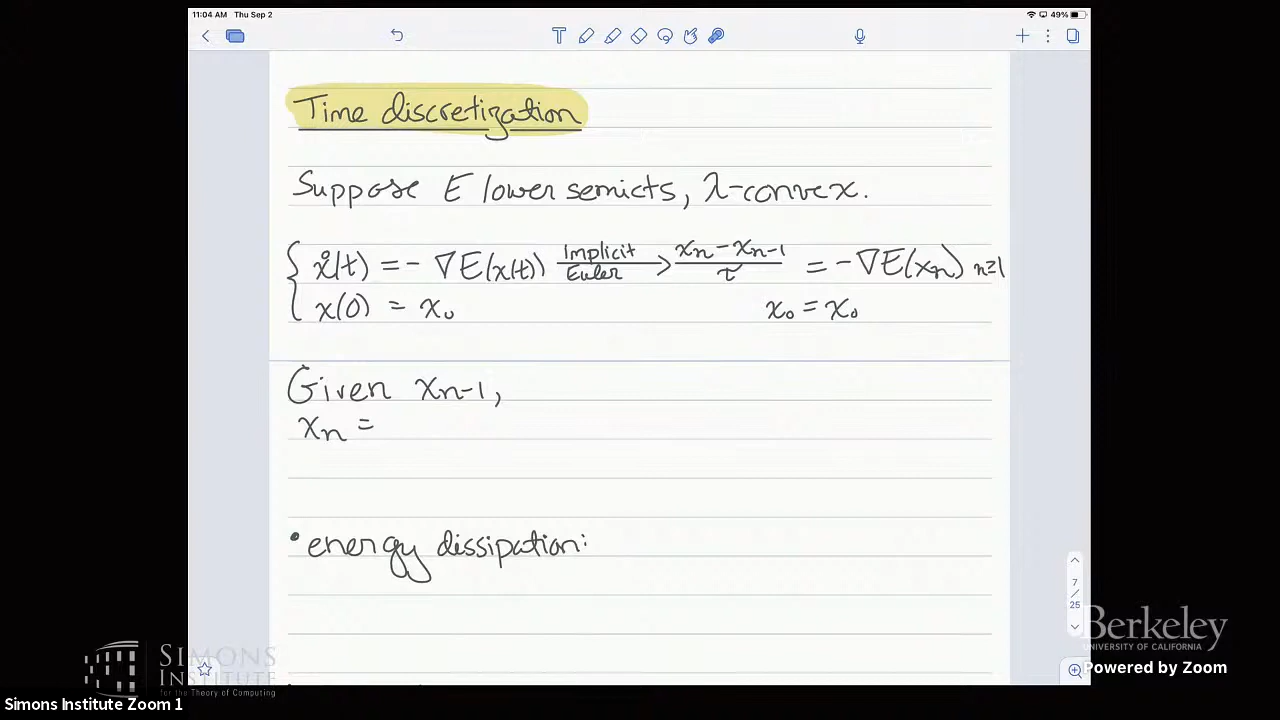 11:04 AM Thu Sep 2
49%
Time discretization
Suppose E lower semicts, λ-convex.
{ ẋ(t) = - ∇E(x(t)) Implicit Euler → (xₙ - xₙ₋₁)/τ = -∇E(xₙ) n≥1
x(0) = x₀ x₀ = x₀
Given xₙ₋₁,
xₙ =
• energy dissipation:
7 / 25
Berkeley
UNIVERSITY OF CALIFORNIA
Powered by Zoom
SIMONS
INSTITUTE
for the Theory of Computing
Simons Institute Zoom 1